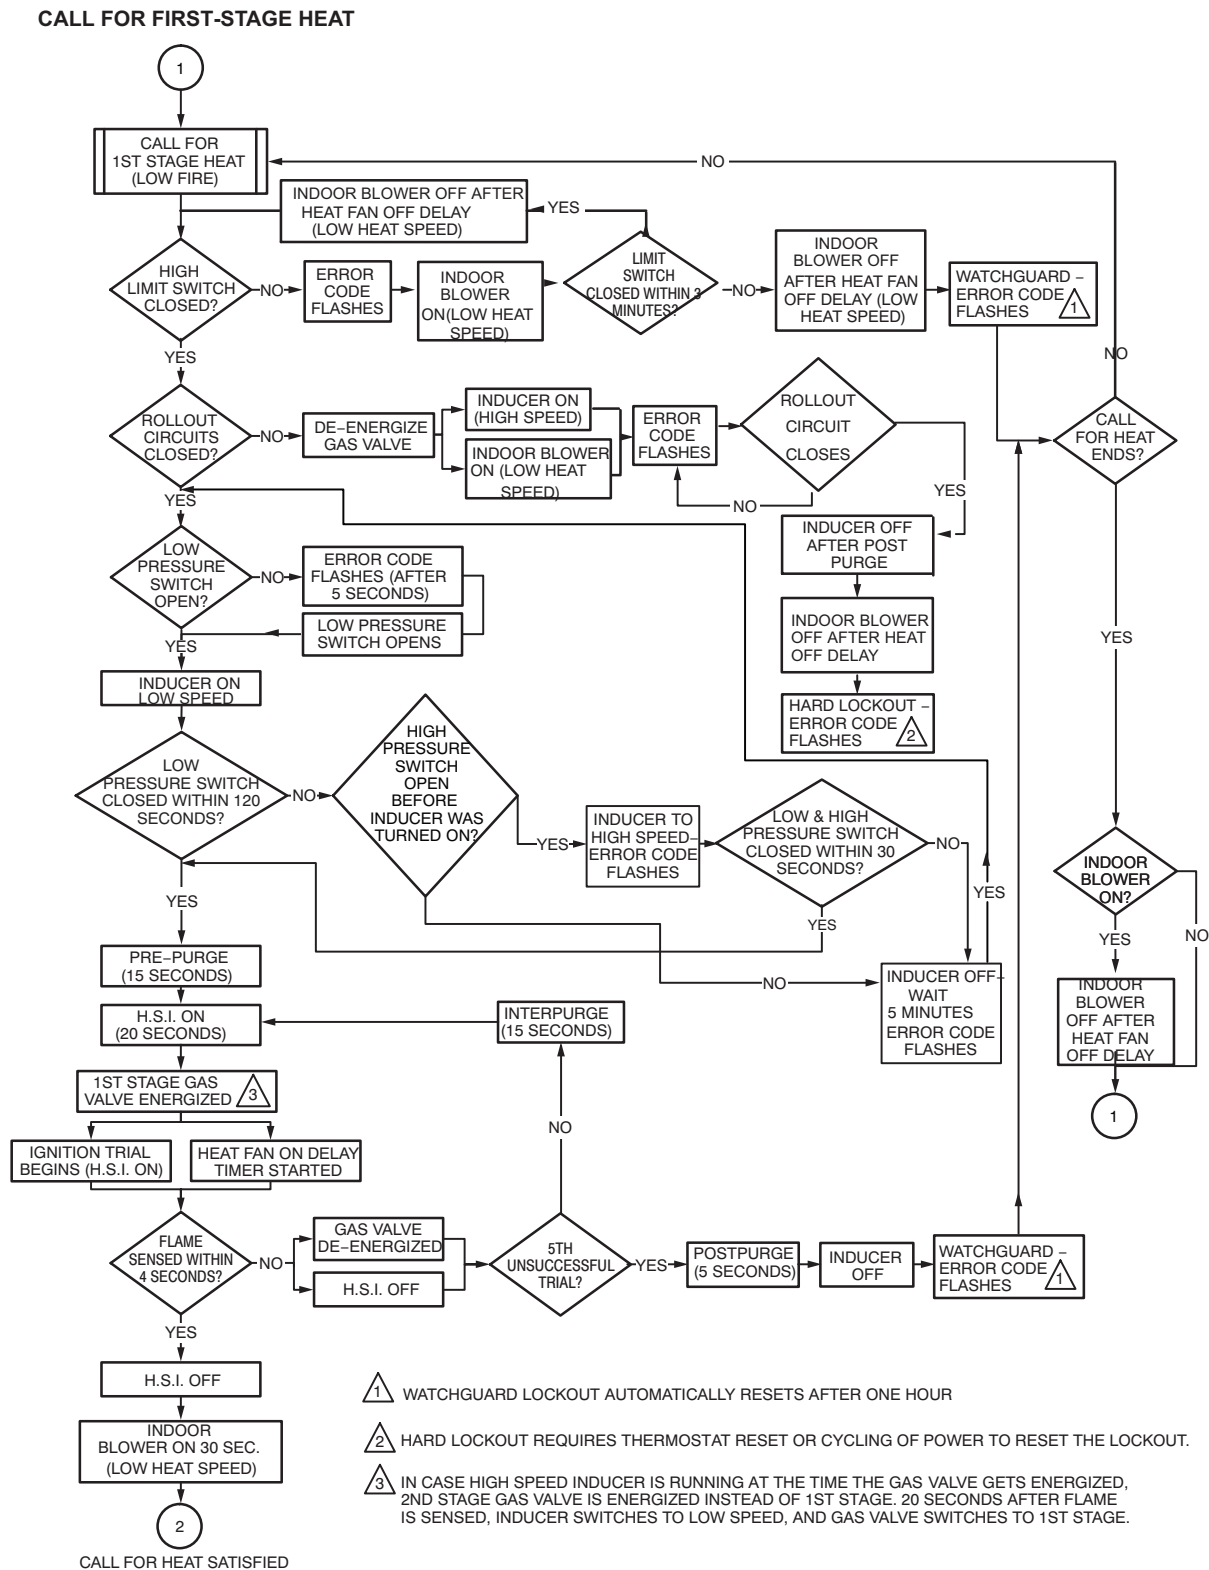 CALL FOR FIRST-STAGE HEAT
1
CALL FOR
1ST STAGE HEAT
(LOW FIRE)
NO
INDOOR BLOWER OFF AFTER
HEAT FAN OFF DELAY
(LOW HEAT SPEED)
YES
HIGH
LIMIT SWITCH
CLOSED?
NO
ERROR
CODE
FLASHES
INDOOR
BLOWER
ON(LOW HEAT
SPEED)
LIMIT
SWITCH
CLOSED WITHIN 3
MINUTES?
NO
INDOOR
BLOWER OFF
AFTER HEAT FAN
OFF DELAY (LOW
HEAT SPEED)
WATCHGUARD –
ERROR CODE
FLASHES
1
NO
YES
ROLLOUT
CIRCUITS
CLOSED?
NO
DE–ENERGIZE
GAS VALVE
INDUCER ON
(HIGH SPEED)
INDOOR BLOWER
ON (LOW HEAT
SPEED)
ERROR
CODE
FLASHES
ROLLOUT
CIRCUIT
CLOSES
NO
YES
CALL
FOR HEAT
ENDS?
YES
INDUCER OFF
AFTER POST
PURGE
INDOOR BLOWER
OFF AFTER HEAT
OFF DELAY
HARD LOCKOUT –
ERROR CODE
FLASHES
2
YES
LOW
PRESSURE
SWITCH
OPEN?
NO
ERROR CODE
FLASHES (AFTER
5 SECONDS)
LOW PRESSURE
SWITCH OPENS
YES
INDUCER ON
LOW SPEED
LOW
PRESSURE SWITCH
CLOSED WITHIN 120
SECONDS?
NO
HIGH
PRESSURE
SWITCH
OPEN
BEFORE
INDUCER WAS
TURNED ON?
YES
INDUCER TO
HIGH SPEED–
ERROR CODE
FLASHES
LOW & HIGH
PRESSURE SWITCH
CLOSED WITHIN 30
SECONDS?
NO
YES
YES
NO
INDUCER OFF–
WAIT
5 MINUTES
ERROR CODE
FLASHES
INDOOR
BLOWER
ON?
YES
NO
INDOOR
BLOWER
OFF AFTER
HEAT FAN
OFF DELAY
1
YES
PRE–PURGE
(15 SECONDS)
H.S.I. ON
(20 SECONDS)
INTERPURGE
(15 SECONDS)
1ST STAGE GAS
VALVE ENERGIZED
3
NO
IGNITION TRIAL
BEGINS (H.S.I. ON)
HEAT FAN ON DELAY
TIMER STARTED
FLAME
SENSED WITHIN
4 SECONDS?
NO
GAS VALVE
DE–ENERGIZED
H.S.I. OFF
5TH
UNSUCCESSFUL
TRIAL?
YES
POSTPURGE
(5 SECONDS)
INDUCER
OFF
WATCHGUARD –
ERROR CODE
FLASHES
1
YES
H.S.I. OFF
INDOOR
BLOWER ON 30 SEC.
(LOW HEAT SPEED)
2
CALL FOR HEAT SATISFIED
1 WATCHGUARD LOCKOUT AUTOMATICALLY RESETS AFTER ONE HOUR
2 HARD LOCKOUT REQUIRES THERMOSTAT RESET OR CYCLING OF POWER TO RESET THE LOCKOUT.
3 IN CASE HIGH SPEED INDUCER IS RUNNING AT THE TIME THE GAS VALVE GETS ENERGIZED,
2ND STAGE GAS VALVE IS ENERGIZED INSTEAD OF 1ST STAGE. 20 SECONDS AFTER FLAME
IS SENSED, INDUCER SWITCHES TO LOW SPEED, AND GAS VALVE SWITCHES TO 1ST STAGE.